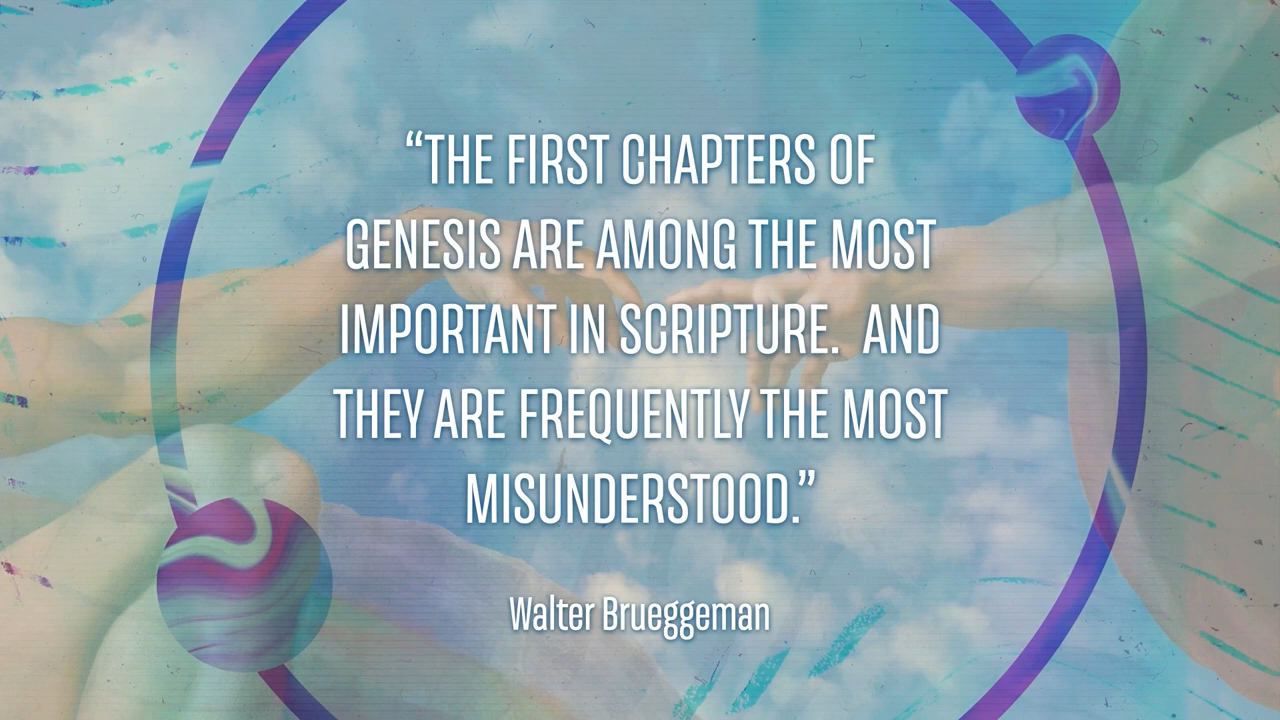 “THE FIRST CHAPTERS OF
GENESIS ARE AMONG THE MOST
IMPORTANT IN SCRIPTURE.  AND
THEY ARE FREQUENTLY THE MOST
MISUNDERSTOOD.”
Walter Brueggeman